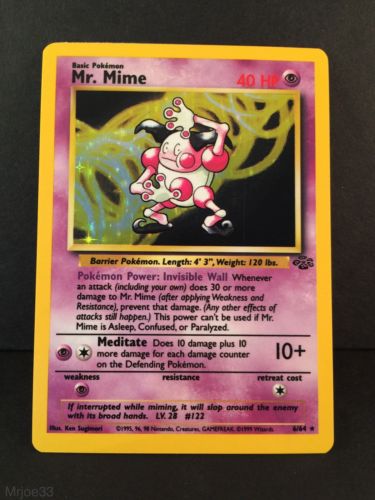 Basic Pokémon
Mr. Mime 40 HP
Barrier Pokémon. Length: 4' 3", Weight: 120 lbs.
Pokémon Power: Invisible Wall Whenever
an attack (including your own) does 30 or more
damage to Mr. Mime (after applying Weakness and
Resistance), prevent that damage. (Any other effects of
attacks still happen.) This power can't be used if Mr.
Mime is Asleep, Confused, or Paralyzed.
Meditate Does 10 damage plus 10
more damage for each damage counter
on the Defending Pokémon.
10+
weakness resistance retreat cost
If interrupted while miming, it will slap around the enemy
with its broad hands. LV. 28 #122
Illus. Ken Sugimori ©1995, 96, 98 Nintendo, Creatures, GAMEFREAK. ©1999 Wizards. 6/64 ★
Mrjoe33